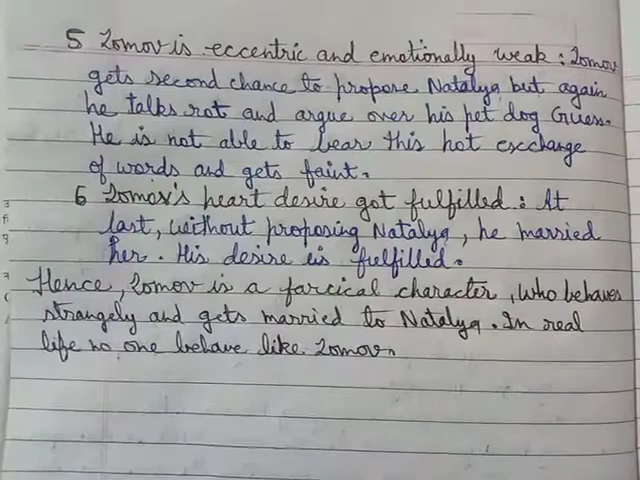 5 Lomov is eccentric and emotionally weak : Lomov
gets second chance to propose Natalya but again
he talks rot and argue over his pet dog Guess.
He is not able to bear this hot exchange
of words and gets faint.
6 Lomov's heart desire got fulfilled : At
last, without proposing Natalya, he married
her. His desire is fulfilled.
Hence, Lomov is a farcical character, who behaves
strangely and gets married to Natalya. In real
life no one behave like Lomov.